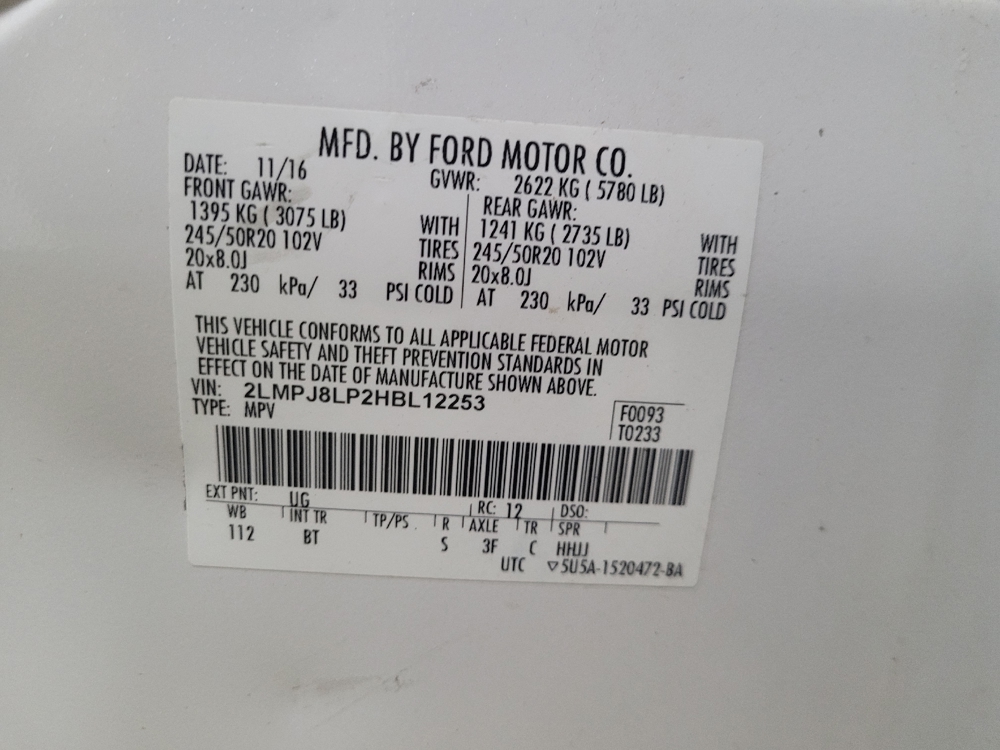 MFD. BY FORD MOTOR CO.
DATE: 11/16 GVWR: 2622 KG ( 5780 LB)
FRONT GAWR: REAR GAWR:
1395 KG ( 3075 LB) WITH 1241 KG ( 2735 LB) WITH
245/50R20 102V TIRES 245/50R20 102V TIRES
20x8.0J RIMS 20x8.0J RIMS
AT 230 kPa/ 33 PSI COLD AT 230 kPa/ 33 PSI COLD
THIS VEHICLE CONFORMS TO ALL APPLICABLE FEDERAL MOTOR
VEHICLE SAFETY AND THEFT PREVENTION STANDARDS IN
EFFECT ON THE DATE OF MANUFACTURE SHOWN ABOVE.
VIN: 2LMPJ8LP2HBL12253
TYPE: MPV F0093
T0233
EXT PNT: UG RC: 12 DSO:
WB INT TR TP/PS R AXLE TR SPR
112 BT S 3F C HHJJ
UTC ▽5U5A-1520472-BA